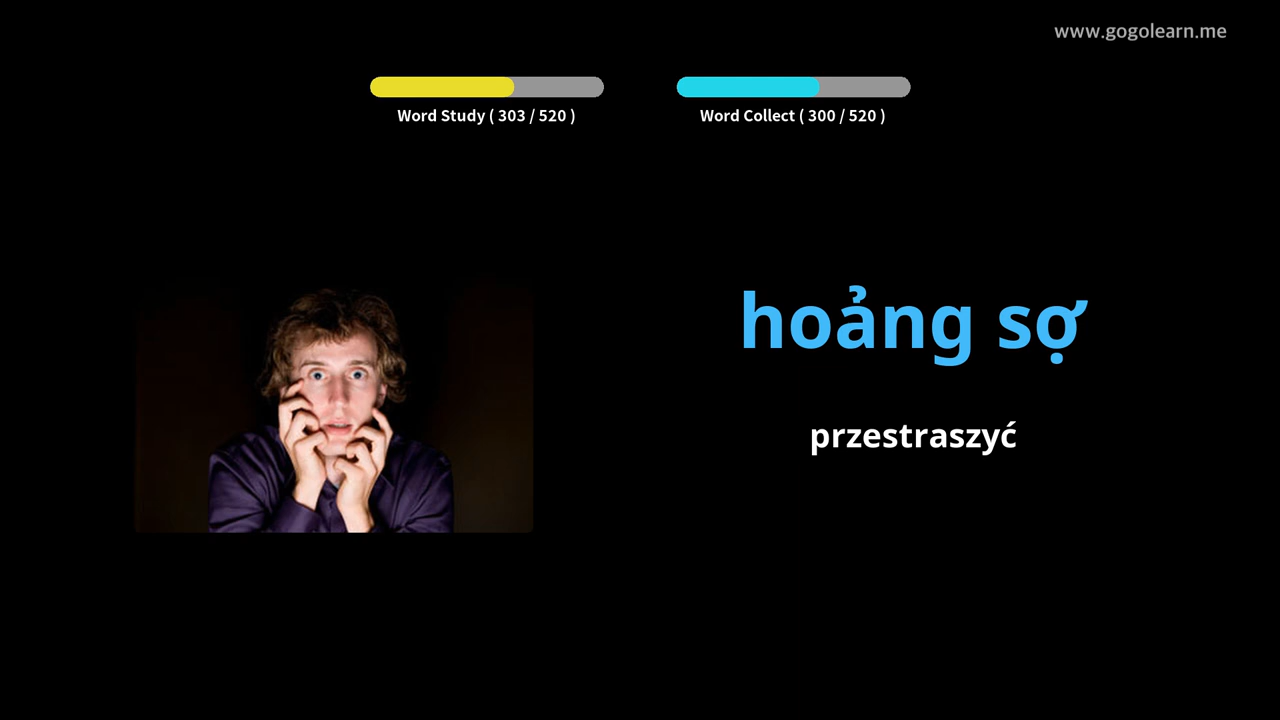 www.gogolearn.me
Word Study ( 303 / 520 )
Word Collect ( 300 / 520 )
hoảng sợ
przestraszyć